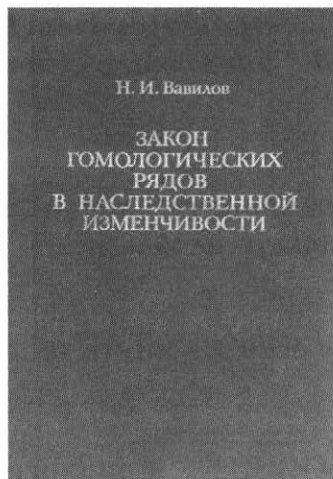 Н. И. Вавилов
ЗАКОН
ГОМОЛОГИЧЕСКИХ
РЯДОВ
В НАСЛЕДСТВЕННОЙ
ИЗМЕНЧИВОСТИ